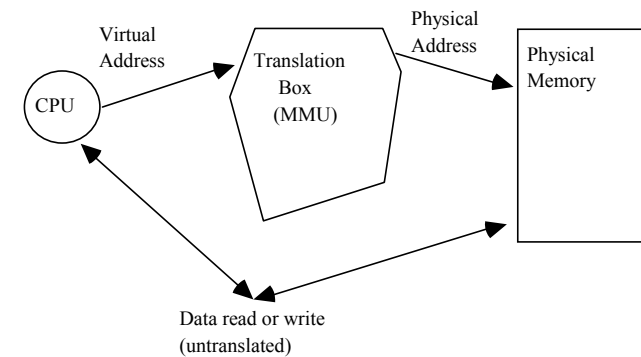 Virtual
Address
CPU
Translation
Box
(MMU)
Physical
Address
Physical
Memory
Data read or write
(untranslated)